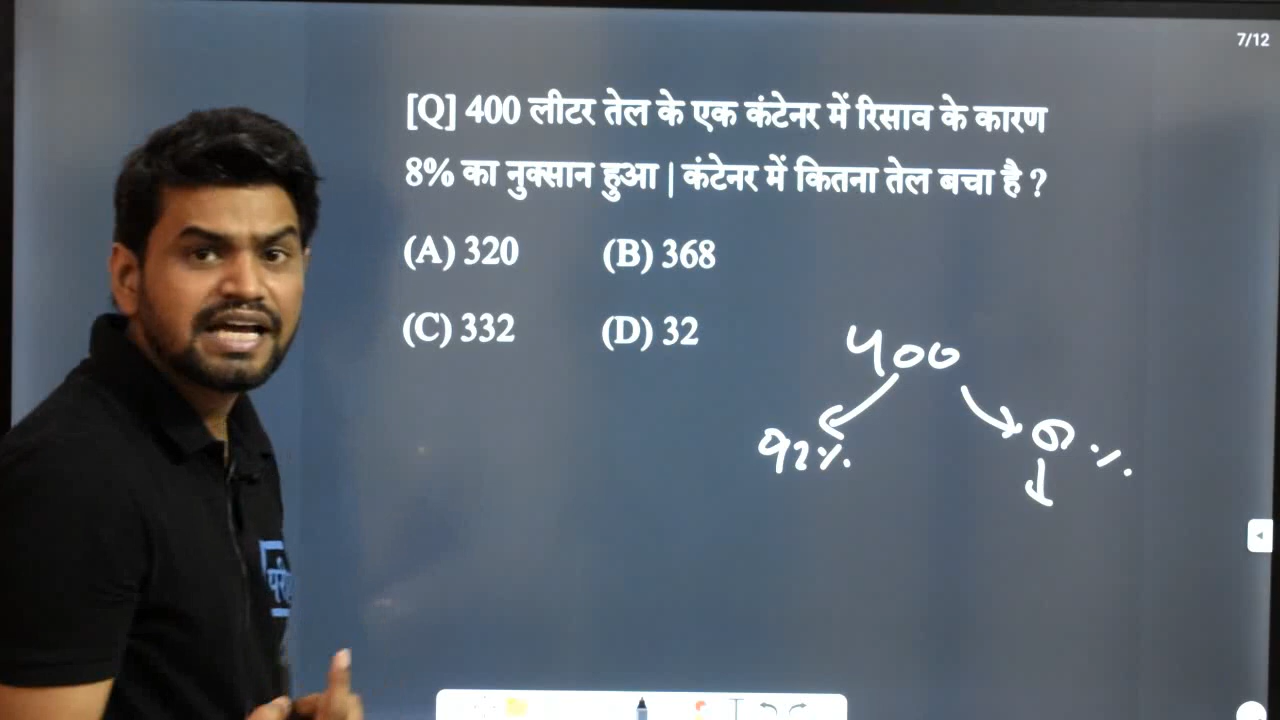 7/12
[Q] 400 लीटर तेल के एक कंटेनर में रिसाव के कारण
8% का नुक्सान हुआ | कंटेनर में कितना तेल बचा है ?
(A) 320 (B) 368
(C) 332 (D) 32
400
92% 8%